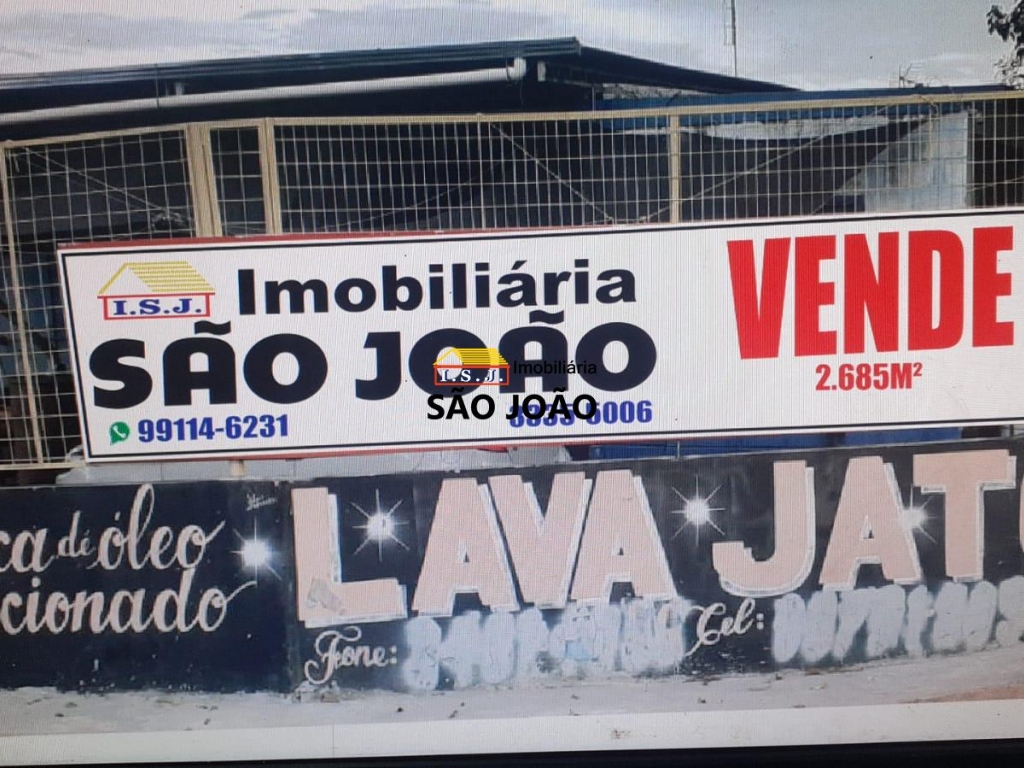 I.S.J.
Imobiliária
SÃO JOÃO
99114-6231
VENDE
2.685M²
I.S.J.
Imobiliária
SÃO JOÃO
de óleo
LAVA JAT
Fone:
Cel: